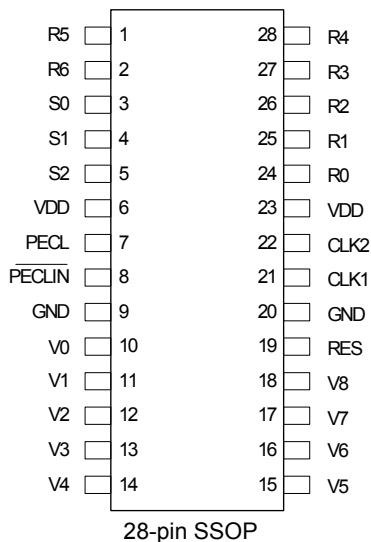 R5 1 28 R4
R6 2 27 R3
S0 3 26 R2
S1 4 25 R1
S2 5 24 R0
VDD 6 23 VDD
PECL 7 22 CLK2
PECLIN 8 21 CLK1
GND 9 20 GND
V0 10 19 RES
V1 11 18 V8
V2 12 17 V7
V3 13 16 V6
V4 14 15 V5
28-pin SSOP